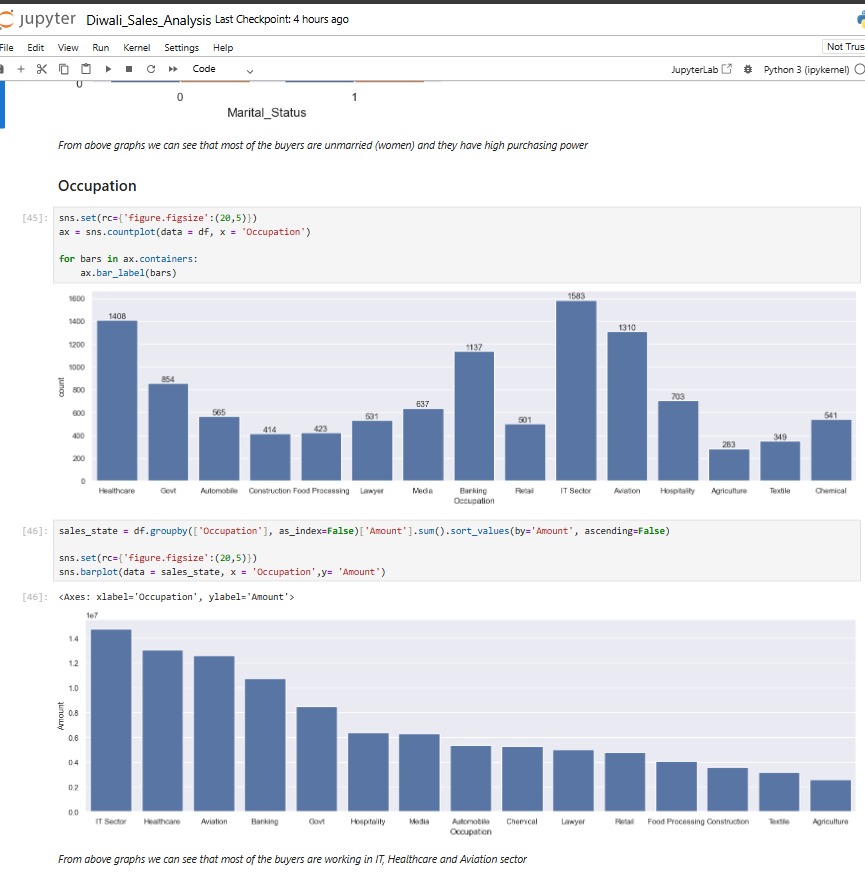 jupyter Diwali_Sales_Analysis Last Checkpoint: 4 hours ago
File Edit View Run Kernel Settings Help
Not Trus
Code JupyterLab Python 3 (ipykernel)
0
0 1
Marital_Status
From above graphs we can see that most of the buyers are unmarried (women) and they have high purchasing power
Occupation
[45]: sns.set(rc={'figure.figsize':(20,5)})
ax = sns.countplot(data = df, x = 'Occupation')
for bars in ax.containers:
ax.bar_label(bars)
1600
1400
1200
1000
800
600
400
200
0
count
1408 854 565 414 423 531 637 1137 501 1583 1310 703 283 349 541
Healthcare Govt Automobile Construction Food Processing Lawyer Media Banking Retail IT Sector Aviation Hospitality Agriculture Textile Chemical
Occupation
[46]: sales_state = df.groupby(['Occupation'], as_index=False)['Amount'].sum().sort_values(by='Amount', ascending=False)
sns.set(rc={'figure.figsize':(20,5)})
sns.barplot(data = sales_state, x = 'Occupation',y= 'Amount')
[46]: <Axes: xlabel='Occupation', ylabel='Amount'>
1e7
1.4
1.2
1.0
0.8
0.6
0.4
0.2
0.0
Amount
IT Sector Healthcare Aviation Banking Govt Hospitality Media Automobile Chemical Lawyer Retail Food Processing Construction Textile Agriculture
Occupation
From above graphs we can see that most of the buyers are working in IT, Healthcare and Aviation sector